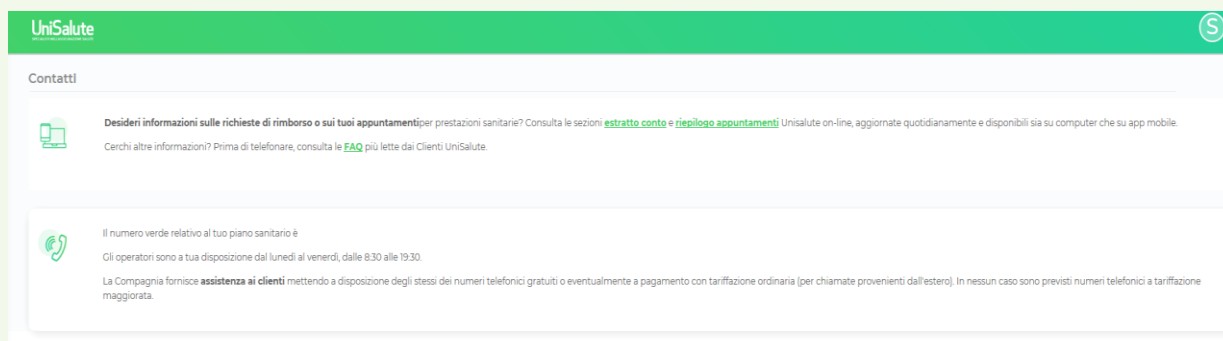 UniSalute
S
Contatti
Desideri informazioni sulle richieste di rimborso o sui tuoi appuntamentiper prestazioni sanitarie? Consulta le sezioni estratto conto e riepilogo appuntamenti Unisalute on-line, aggiornate quotidianamente e disponibili sia su computer che su app mobile.
Cerchi altre informazioni? Prima di telefonare, consulta le FAQ più lette dai Clienti UniSalute.
Il numero verde relativo al tuo piano sanitario è
Gli operatori sono a tua disposizione dal lunedì al venerdì, dalle 8:30 alle 19:30.
La Compagnia fornisce assistenza ai clienti mettendo a disposizione degli stessi dei numeri telefonici gratuiti o eventualmente a pagamento con tariffazione ordinaria (per chiamate provenienti dall'estero). In nessun caso sono previsti numeri telefonici a tariffazione
maggiorata.